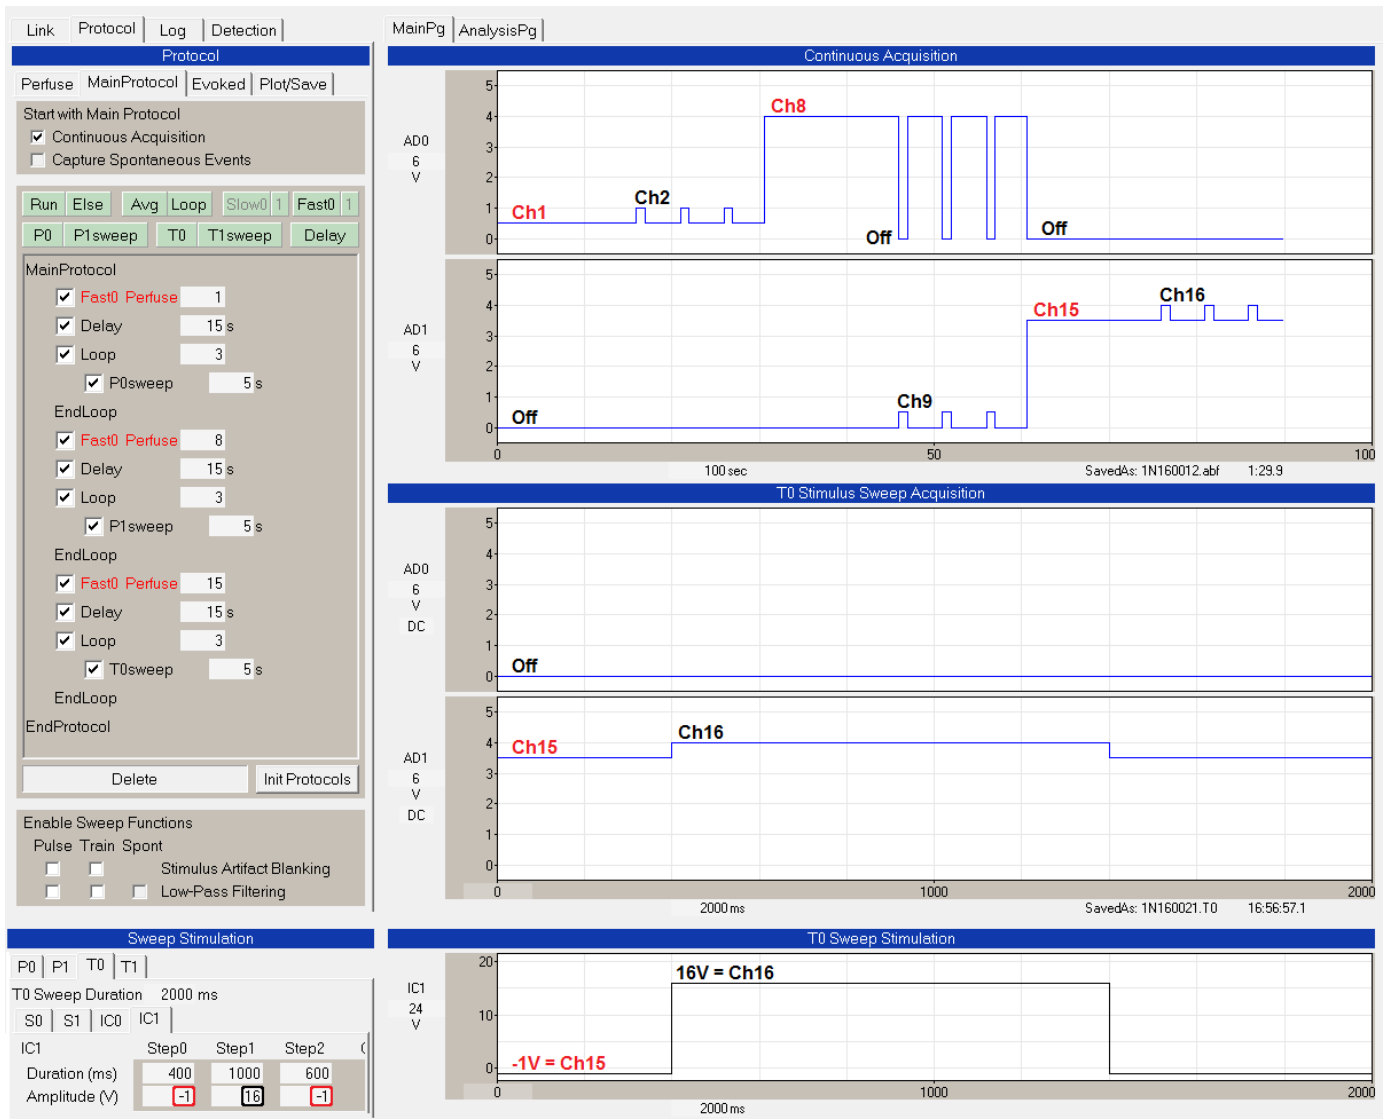 Link Protocol Log Detection
Protocol
Perfuse MainProtocol Evoked Plot/Save
Start with Main Protocol
Continuous Acquisition
Capture Spontaneous Events
Run Else Avg Loop Slow0 1 Fast0 1
P0 P1sweep T0 T1sweep Delay
MainProtocol
Fast0 Perfuse 1
Delay 15 s
Loop 3
P0sweep 5 s
EndLoop
Fast0 Perfuse 8
Delay 15 s
Loop 3
P1sweep 5 s
EndLoop
Fast0 Perfuse 15
Delay 15 s
Loop 3
T0sweep 5 s
EndLoop
EndProtocol
Delete Init Protocols
Enable Sweep Functions
Pulse Train Spont
Stimulus Artifact Blanking
Low-Pass Filtering
Sweep Stimulation
P0 P1 T0 T1
T0 Sweep Duration 2000 ms
S0 S1 IC0 IC1
IC1 Step0 Step1 Step2 (
Duration (ms) 400 1000 600
Amplitude (V) -1 16 -1
MainPg AnalysisPg
Continuous Acquisition
AD0
6
V
5
4
3
2
1
0
Ch1
Ch2
Ch8
Off
Off
AD1
6
V
5
4
3
2
1
0
Off
Ch9
Ch15
Ch16
0 50 100
100 sec SavedAs: 1N160012.abf 1:29.9
T0 Stimulus Sweep Acquisition
AD0
6
V
DC
5
4
3
2
1
0
Off
AD1
6
V
DC
5
4
3
2
1
0
Ch15
Ch16
0 1000 2000
2000 ms SavedAs: 1N160021.T0 16:56:57.1
T0 Sweep Stimulation
IC1
24
V
20
10
0
16V = Ch16
-1V = Ch15
0 1000 2000
2000 ms